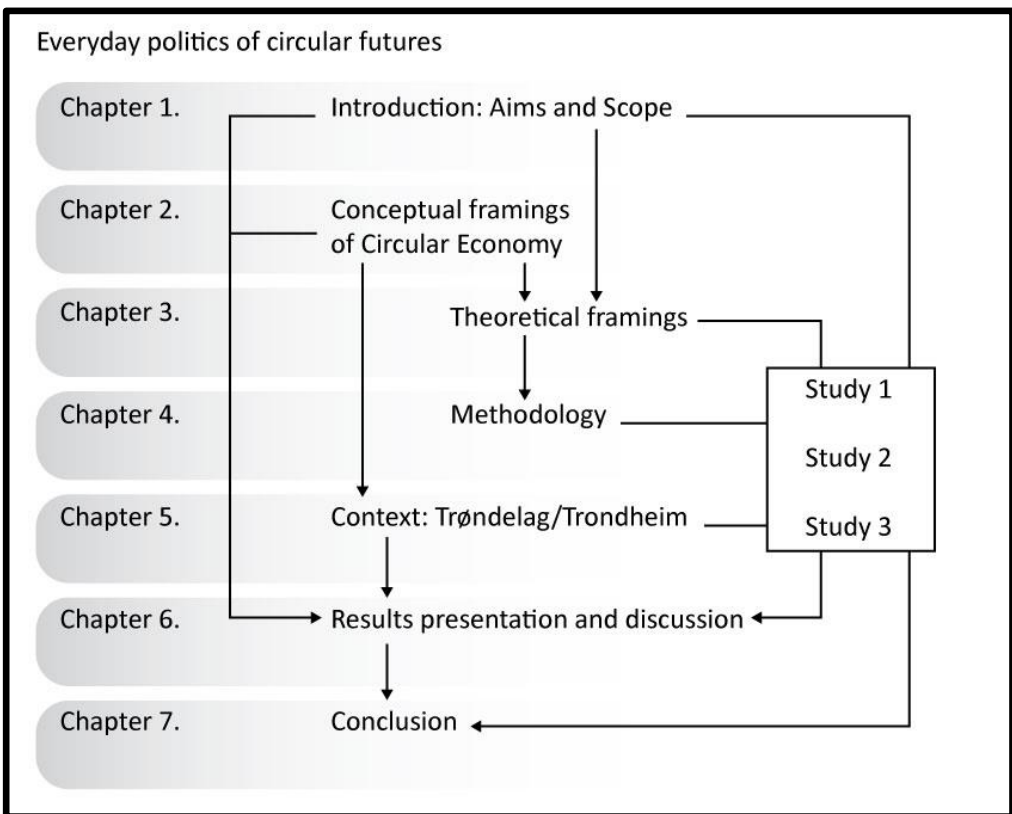 Everyday politics of circular futures
Chapter 1.
Introduction: Aims and Scope
Chapter 2.
Conceptual framings
of Circular Economy
Chapter 3.
Theoretical framings
Study 1
Chapter 4.
Methodology
Study 2
Chapter 5.
Context: Trøndelag/Trondheim
Study 3
Chapter 6.
Results presentation and discussion
Chapter 7.
Conclusion